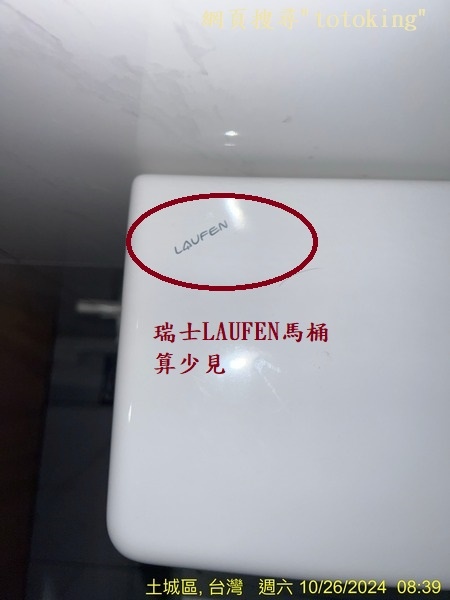 網頁搜尋"totoking"
LAUFEN
瑞士LAUFEN馬桶
算少見
土城區, 台灣 週六 10/26/2024 08:39